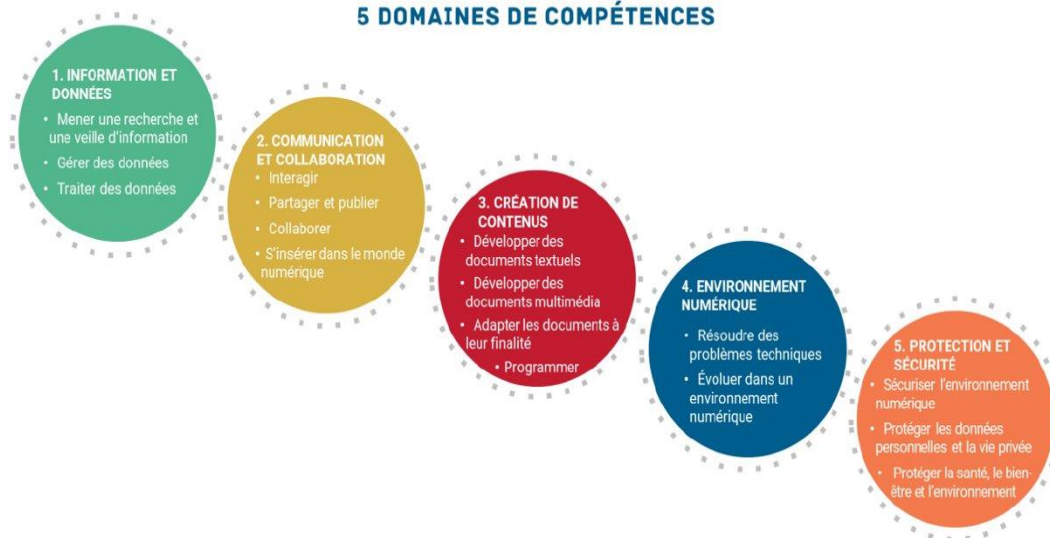 5 DOMAINES DE COMPÉTENCES
1. INFORMATION ET
DONNÉES
• Mener une recherche et
une veille d'information
• Gérer des données
• Traiter des données
2. COMMUNICATION
ET COLLABORATION
• Interagir
• Partager et publier
• Collaborer
• S'insérer dans le monde
numérique
3. CRÉATION DE
CONTENUS
• Développer des
documents textuels
• Développer des
documents multimédia
• Adapter les documents à
leur finalité
• Programmer
4. ENVIRONNEMENT
NUMÉRIQUE
• Résoudre des
problèmes techniques
• Évoluer dans un
environnement
numérique
5. PROTECTION ET
SÉCURITÉ
• Sécuriser l'environnement
numérique
• Protéger les données
personnelles et la vie privée
• Protéger la santé, le bien-
être et l'environnement